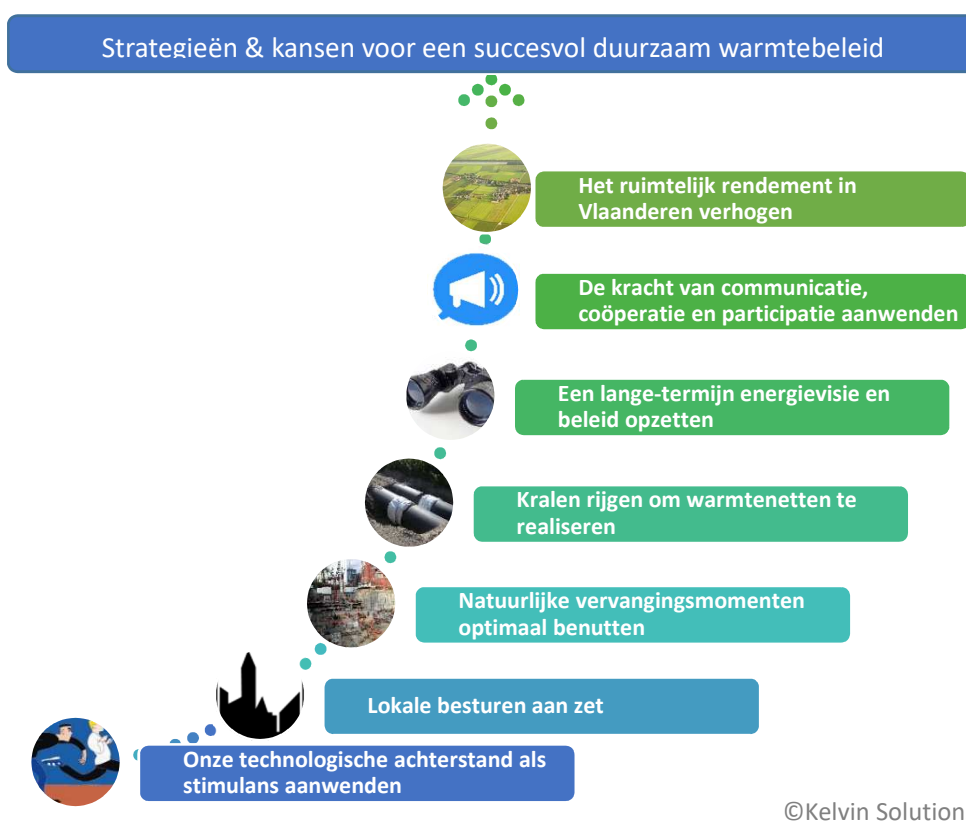 Strategieën & kansen voor een succesvol duurzaam warmtebeleid
Het ruimtelijk rendement in
Vlaanderen verhogen
De kracht van communicatie,
coöperatie en participatie aanwenden
Een lange-termijn energievisie en
beleid opzetten
Kralen rijgen om warmtenetten te
realiseren
Natuurlijke vervangingsmomenten
optimaal benutten
Lokale besturen aan zet
Onze technologische achterstand als
stimulans aanwenden
©Kelvin Solution